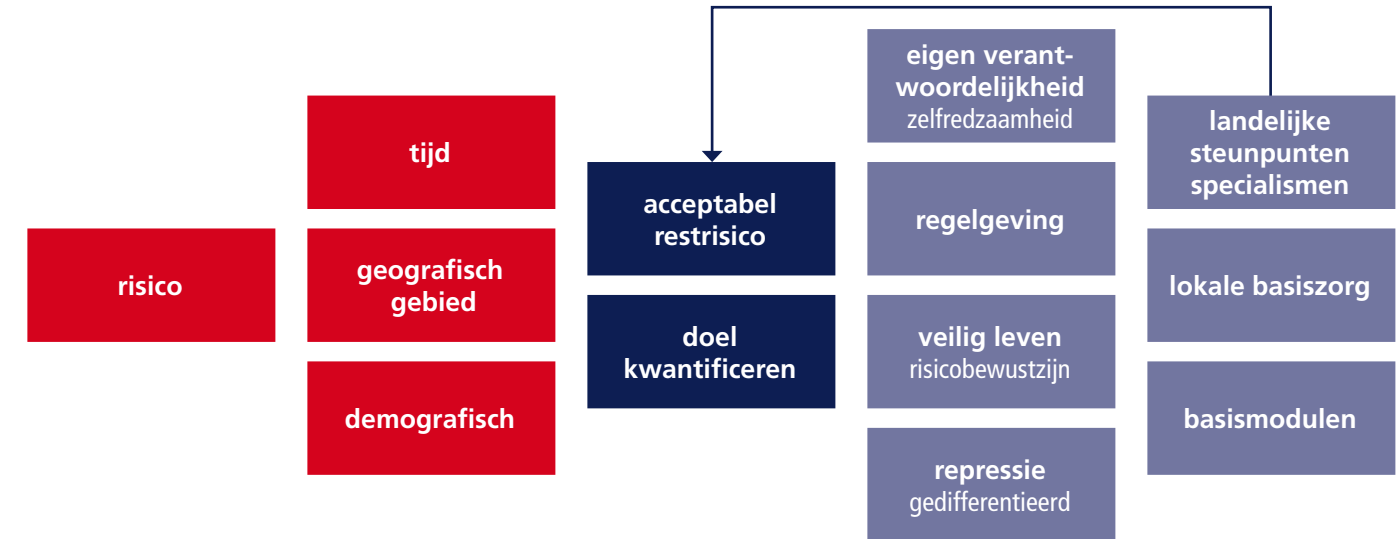 risico
tijd
geografisch
gebied
demografisch
acceptabel
restrisico
doel
kwantificeren
eigen verant-
woordelijkheid
zelfredzaamheid
regelgeving
veilig leven
risicobewustzijn
repressie
gedifferentieerd
landelijke
steunpunten
specialismen
lokale basiszorg
basismodulen